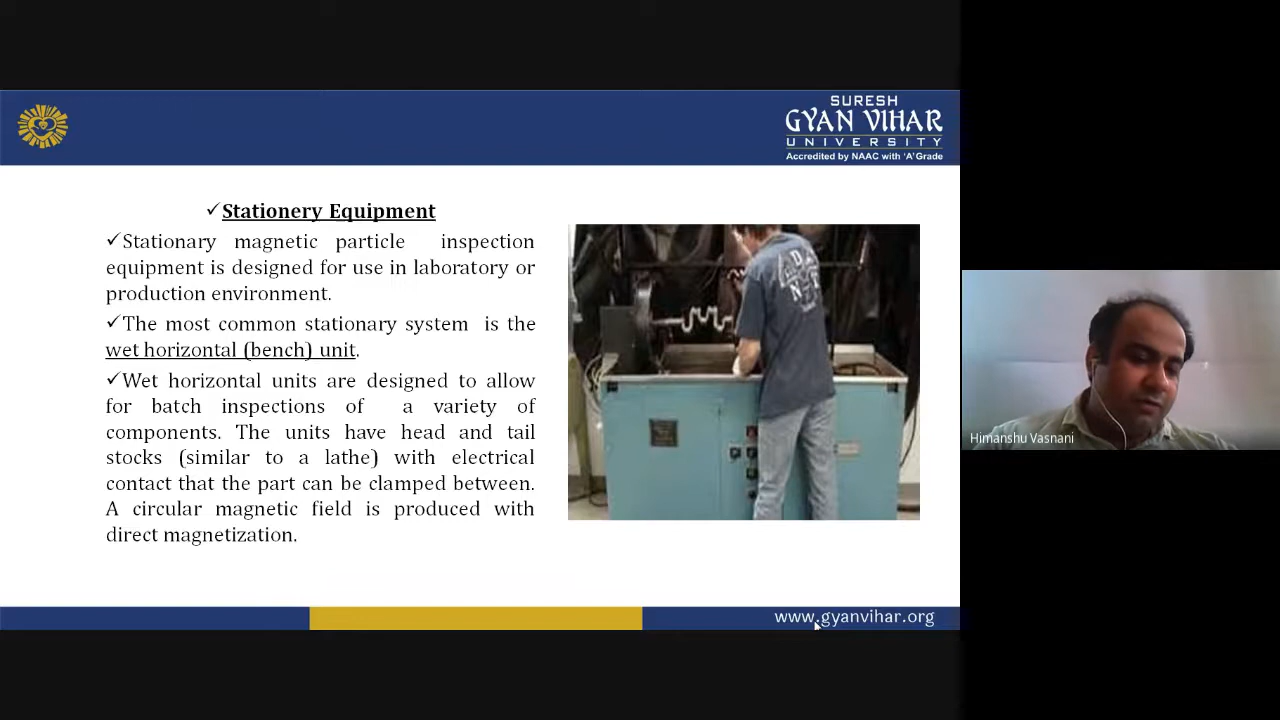 SURESH
GYAN VIHAR
UNIVERSITY
Accredited by NAAC with 'A' Grade
✓Stationery Equipment
✓Stationary magnetic particle inspection
equipment is designed for use in laboratory or
production environment.
✓The most common stationary system is the
wet horizontal (bench) unit.
✓Wet horizontal units are designed to allow
for batch inspections of a variety of
components. The units have head and tail
stocks (similar to a lathe) with electrical
contact that the part can be clamped between.
A circular magnetic field is produced with
direct magnetization.
D
N T
www.gyanvihar.org
Himanshu Vasnani